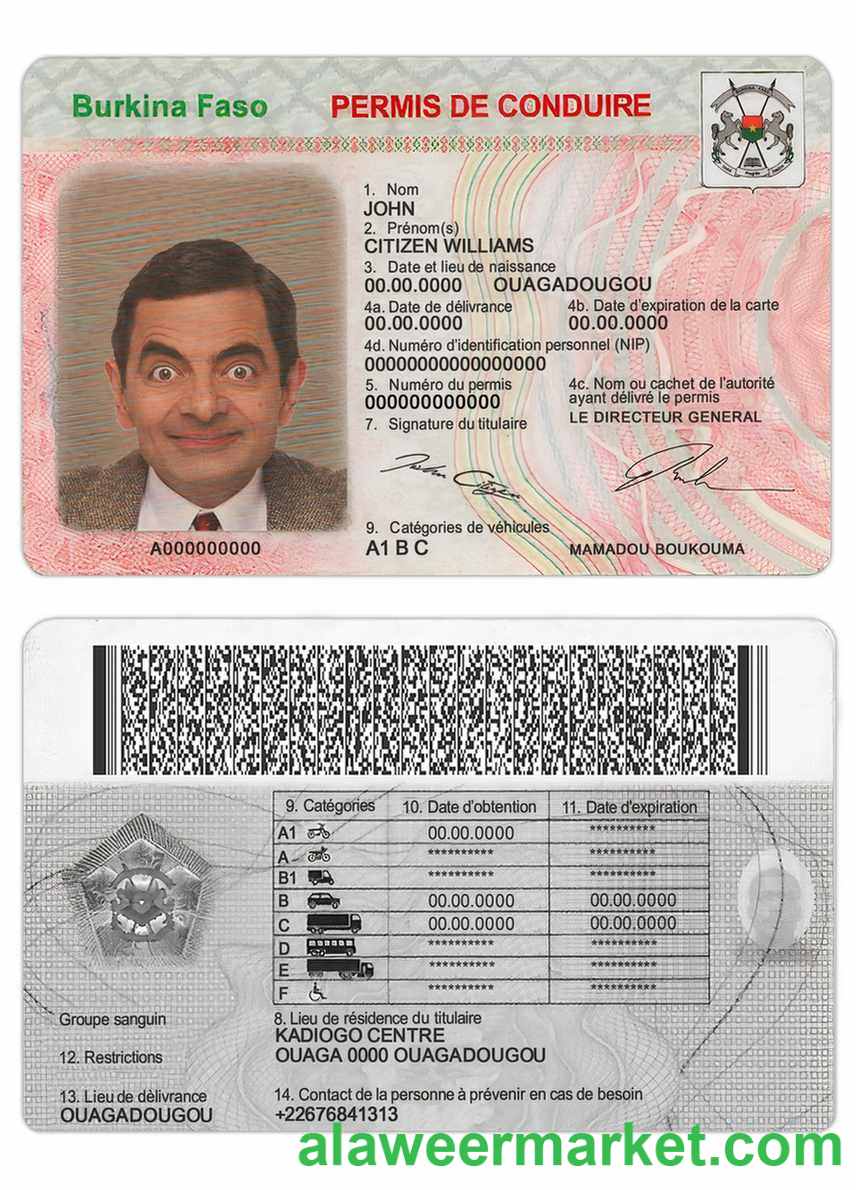 Burkina Faso PERMIS DE CONDUIRE
BURKINA FASO
1. Nom
JOHN
2. Prénom(s)
CITIZEN WILLIAMS
3. Date et lieu de naissance
00.00.0000 OUAGADOUGOU
4a. Date de délivrance 4b. Date d'expiration de la carte
00.00.0000 00.00.0000
4d. Numéro d'identification personnel (NIP)
00000000000000000
5. Numéro du permis 4c. Nom ou cachet de l'autorité
ayant délivré le permis
000000000000
LE DIRECTEUR GENERAL
7. Signature du titulaire
John Citizen
9. Catégories de véhicules
A1 B C MAMADOU BOUKOUMA
A000000000
9. Catégories 10. Date d'obtention 11. Date d'expiration
A1 00.00.0000 **********
A ********** **********
B1 ********** **********
B 00.00.0000 00.00.0000
C 00.00.0000 00.00.0000
D ********** **********
E ********** **********
F ********** **********
Groupe sanguin
8. Lieu de résidence du titulaire
KADIOGO CENTRE
12. Restrictions
OUAGA 0000 OUAGADOUGOU
13. Lieu de dèlivrance
OUAGADOUGOU
14. Contact de la personne à prévenir en cas de besoin
+22676841313
alaweermarket.com